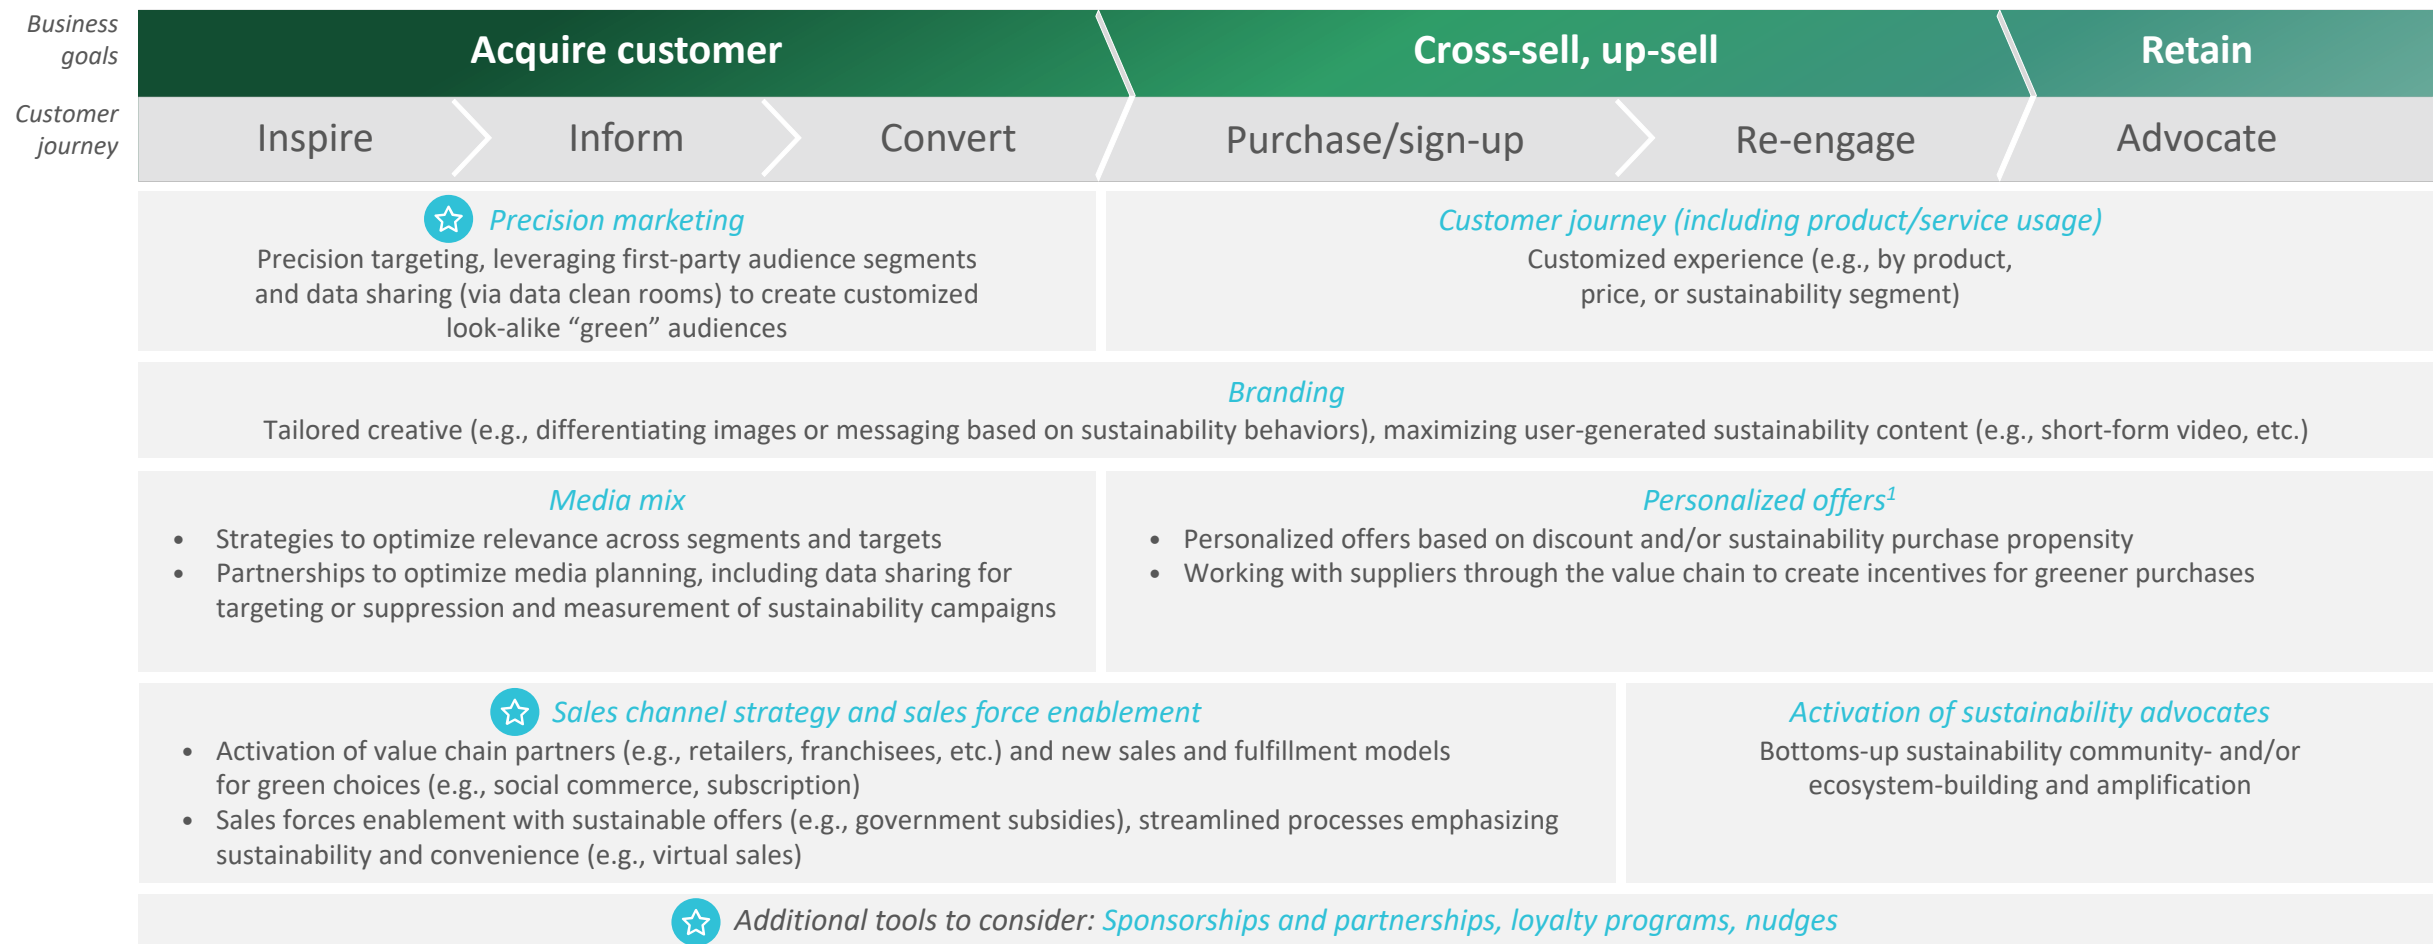 Business
goals
Acquire customer
Cross-sell, up-sell
Retain
Customer
journey
Inspire
Inform
Convert
Purchase/sign-up
Re-engage
Advocate
Precision marketing
Precision targeting, leveraging first-party audience segments
and data sharing (via data clean rooms) to create customized
look-alike “green” audiences
Customer journey (including product/service usage)
Customized experience (e.g., by product,
price, or sustainability segment)
Branding
Tailored creative (e.g., differentiating images or messaging based on sustainability behaviors), maximizing user-generated sustainability content (e.g., short-form video, etc.)
Media mix
• Strategies to optimize relevance across segments and targets
• Partnerships to optimize media planning, including data sharing for
targeting or suppression and measurement of sustainability campaigns
Personalized offers¹
• Personalized offers based on discount and/or sustainability purchase propensity
• Working with suppliers through the value chain to create incentives for greener purchases
Sales channel strategy and sales force enablement
• Activation of value chain partners (e.g., retailers, franchisees, etc.) and new sales and fulfillment models
for green choices (e.g., social commerce, subscription)
• Sales forces enablement with sustainable offers (e.g., government subsidies), streamlined processes emphasizing
sustainability and convenience (e.g., virtual sales)
Activation of sustainability advocates
Bottoms-up sustainability community- and/or
ecosystem-building and amplification
Additional tools to consider: Sponsorships and partnerships, loyalty programs, nudges